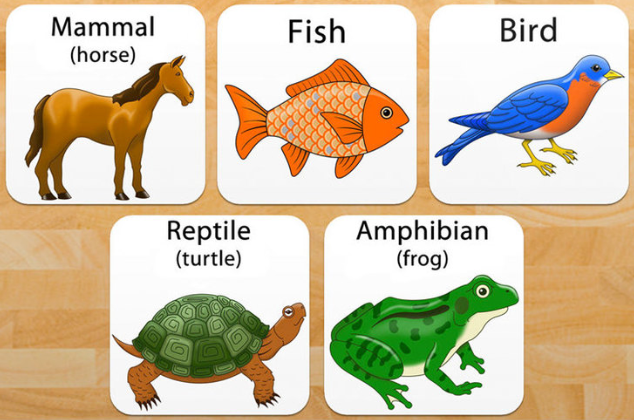 Mammal
(horse)
Fish
Bird
Reptile
(turtle)
Amphibian
(frog)